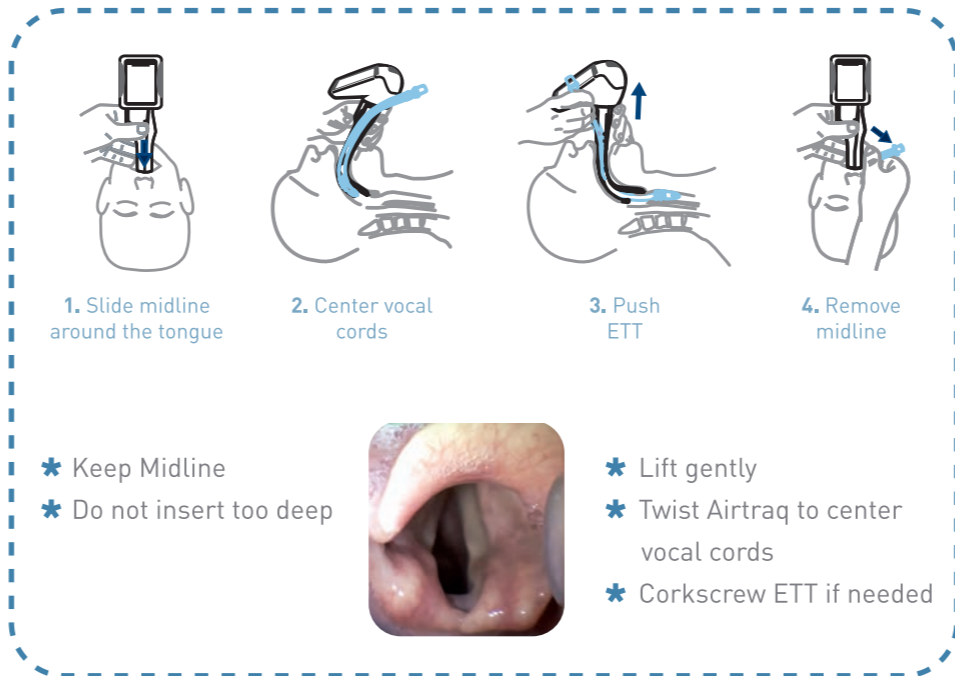 1. Slide midline
around the tongue
2. Center vocal
cords
3. Push
ETT
4. Remove
midline
* Keep Midline
* Do not insert too deep
* Lift gently
* Twist Airtraq to center
vocal cords
* Corkscrew ETT if needed